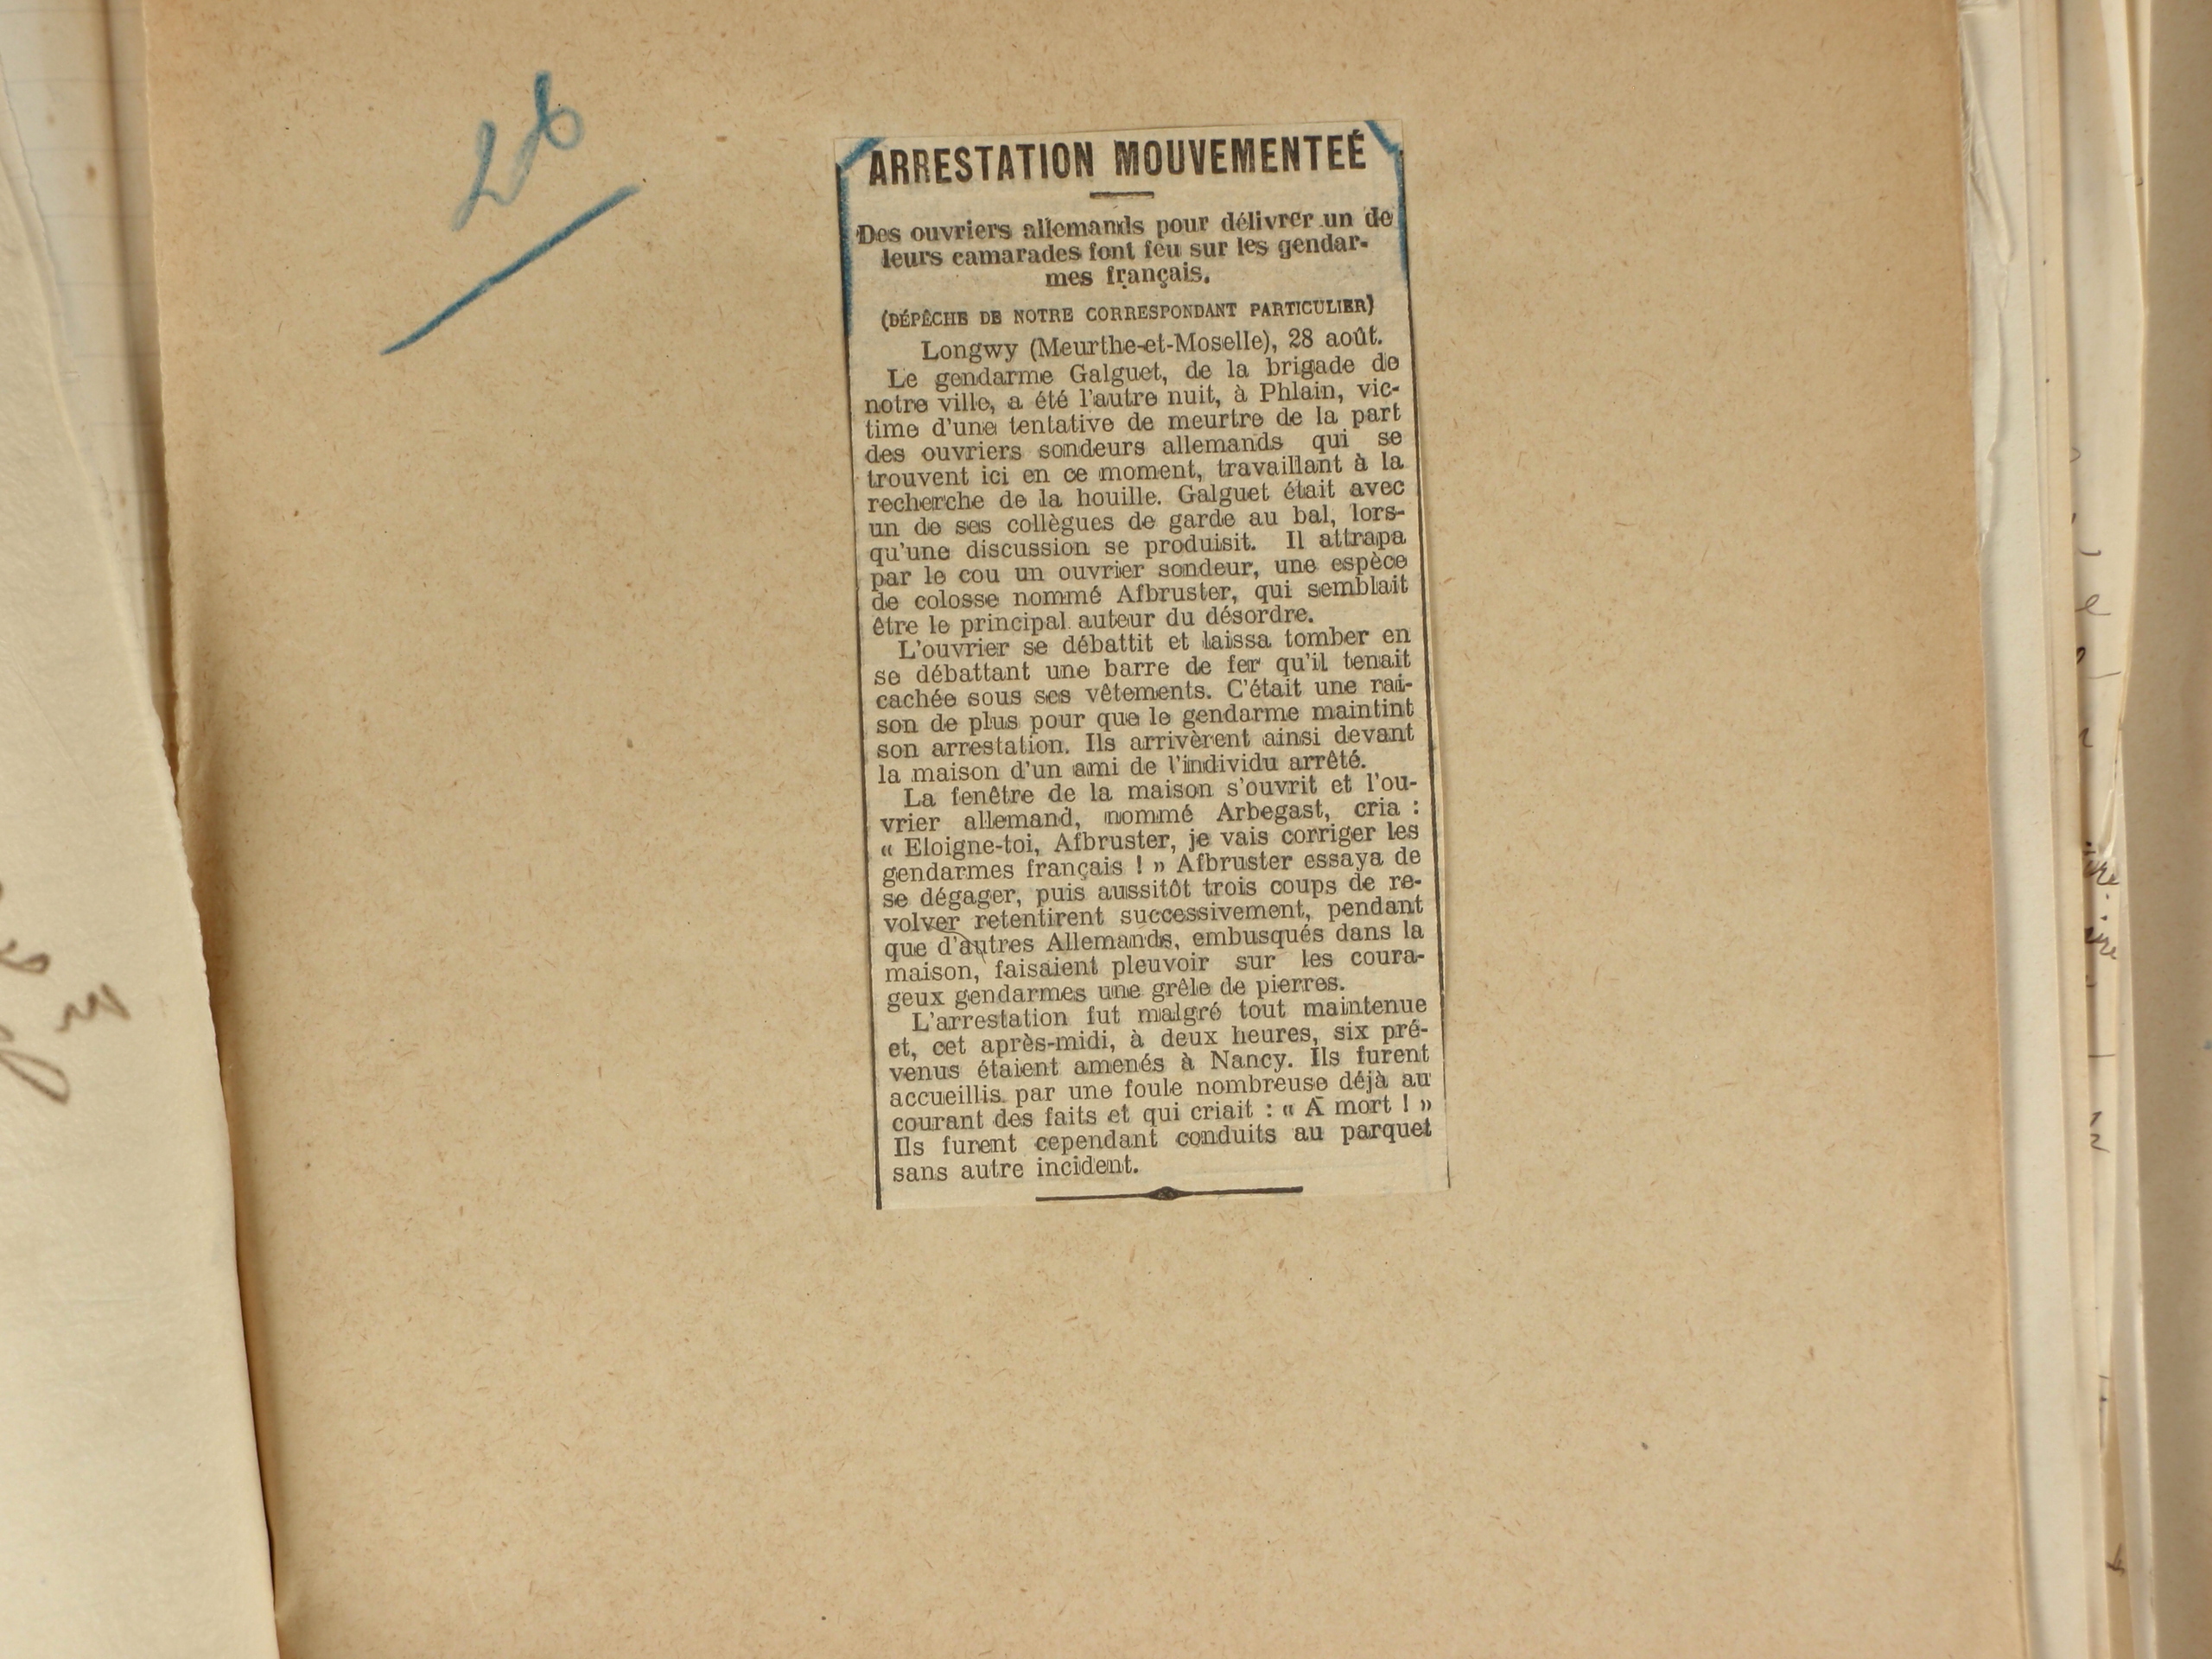 26
ARRESTATION MOUVEMENTEÉ
Des ouvriers allemands pour délivrer un de
leurs camarades font feu sur les gendar-
mes français.
(DÉPÊCHE DE NOTRE CORRESPONDANT PARTICULIER)
Longwy (Meurthe-et-Moselle), 28 août.
Le gendarme Galguet, de la brigade de
notre ville, a été l'autre nuit, à Phlain, vic-
time d'une tentative de meurtre de la part
des ouvriers sondeurs allemands qui se
trouvent ici en ce moment, travaillant à la
recherche de la houille. Galguet était avec
un de ses collègues de garde au bal, lors-
qu'une discussion se produisit. Il attrapa
par le cou un ouvrier sondeur, une espèce
de colosse nommé Afbruster, qui semblait
être le principal auteur du désordre.
L'ouvrier se débattit et laissa tomber en
se débattant une barre de fer qu'il tenait
cachée sous ses vêtements. C'était une rai-
son de plus pour que le gendarme maintint
son arrestation. Ils arrivèrent ainsi devant
la maison d'un ami de l'individu arrêté.
La fenêtre de la maison s'ouvrit et l'ou-
vrier allemand, nommé Arbegast, cria :
« Eloigne-toi, Afbruster, je vais corriger les
gendarmes français ! » Afbruster essaya de
se dégager, puis aussitôt trois coups de re-
volver retentirent successivement, pendant
que d'autres Allemands, embusqués dans la
maison, faisaient pleuvoir sur les coura-
geux gendarmes une grêle de pierres.
L'arrestation fut malgré tout maintenue
et, cet après-midi, à deux heures, six pré-
venus étaient amenés à Nancy. Ils furent
accueillis par une foule nombreuse déjà au
courant des faits et qui criait : « A mort ! »
Ils furent cependant conduits au parquet
sans autre incident.